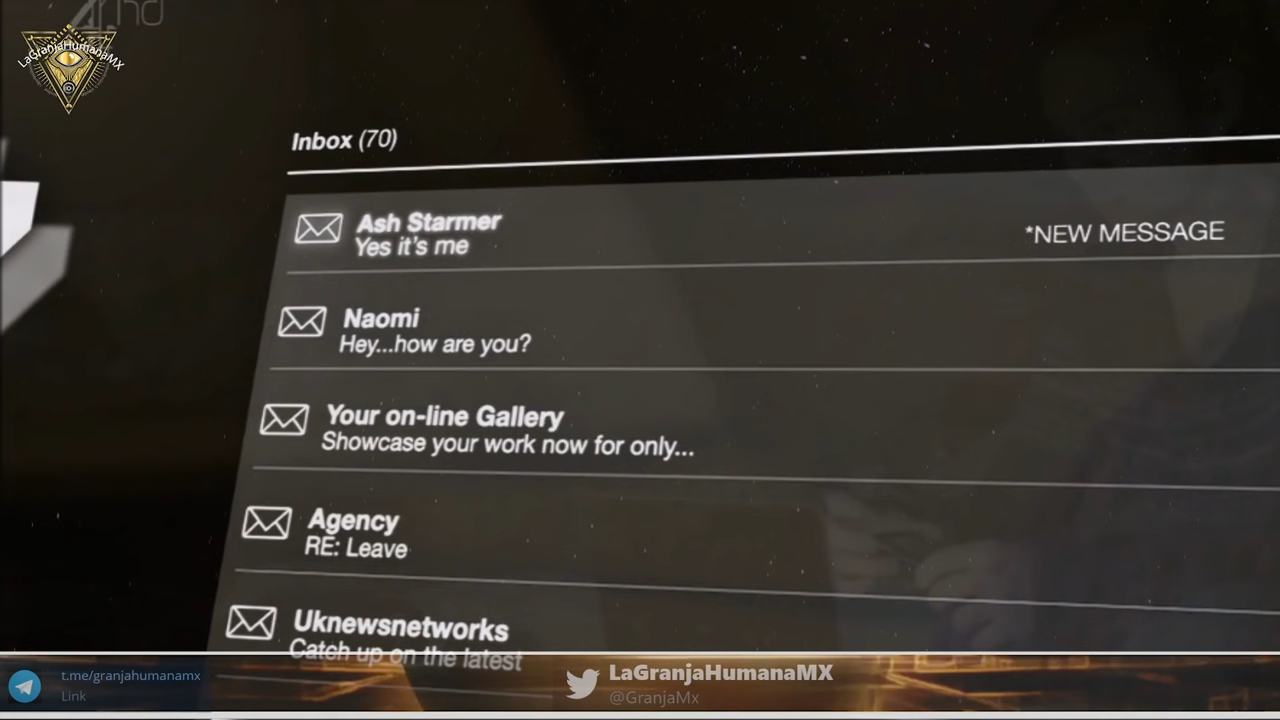 4hd
LaGranjaHumanaMX
Inbox (70)
Ash Starmer
Yes it's me
*NEW MESSAGE
Naomi
Hey...how are you?
Your on-line Gallery
Showcase your work now for only...
Agency
RE: Leave
Uknewsnetworks
Catch up on the latest
t.me/granjahumanamx
Link
LaGranjaHumanaMX
@GranjaMx